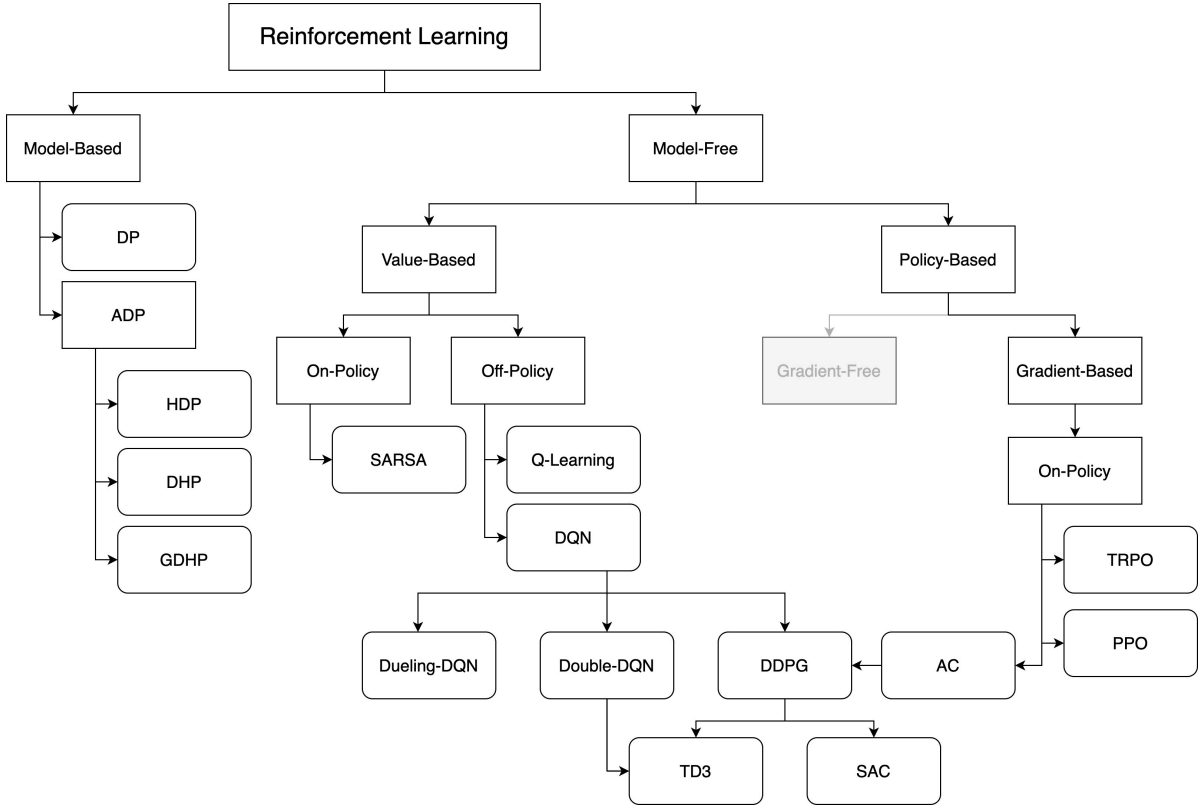 Reinforcement Learning
Model-Based
Model-Free
DP
Value-Based
Policy-Based
ADP
On-Policy
Off-Policy
Gradient-Free
Gradient-Based
HDP
SARSA
Q-Learning
On-Policy
DHP
DQN
GDHP
TRPO
PPO
Dueling-DQN
Double-DQN
DDPG
AC
TD3
SAC